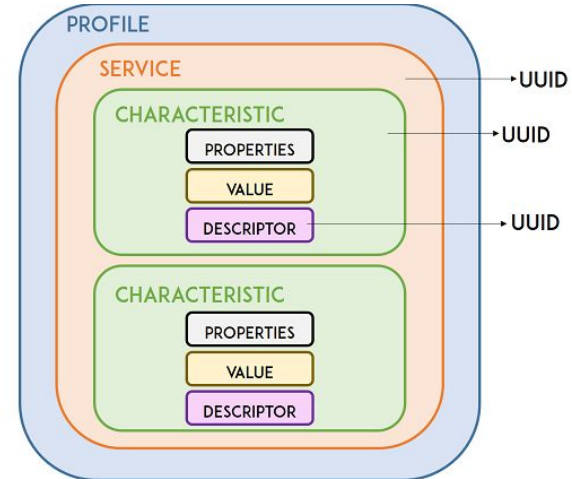 PROFILE
SERVICE
UUID
CHARACTERISTIC
UUID
PROPERTIES
VALUE
DESCRIPTOR
UUID
CHARACTERISTIC
PROPERTIES
VALUE
DESCRIPTOR